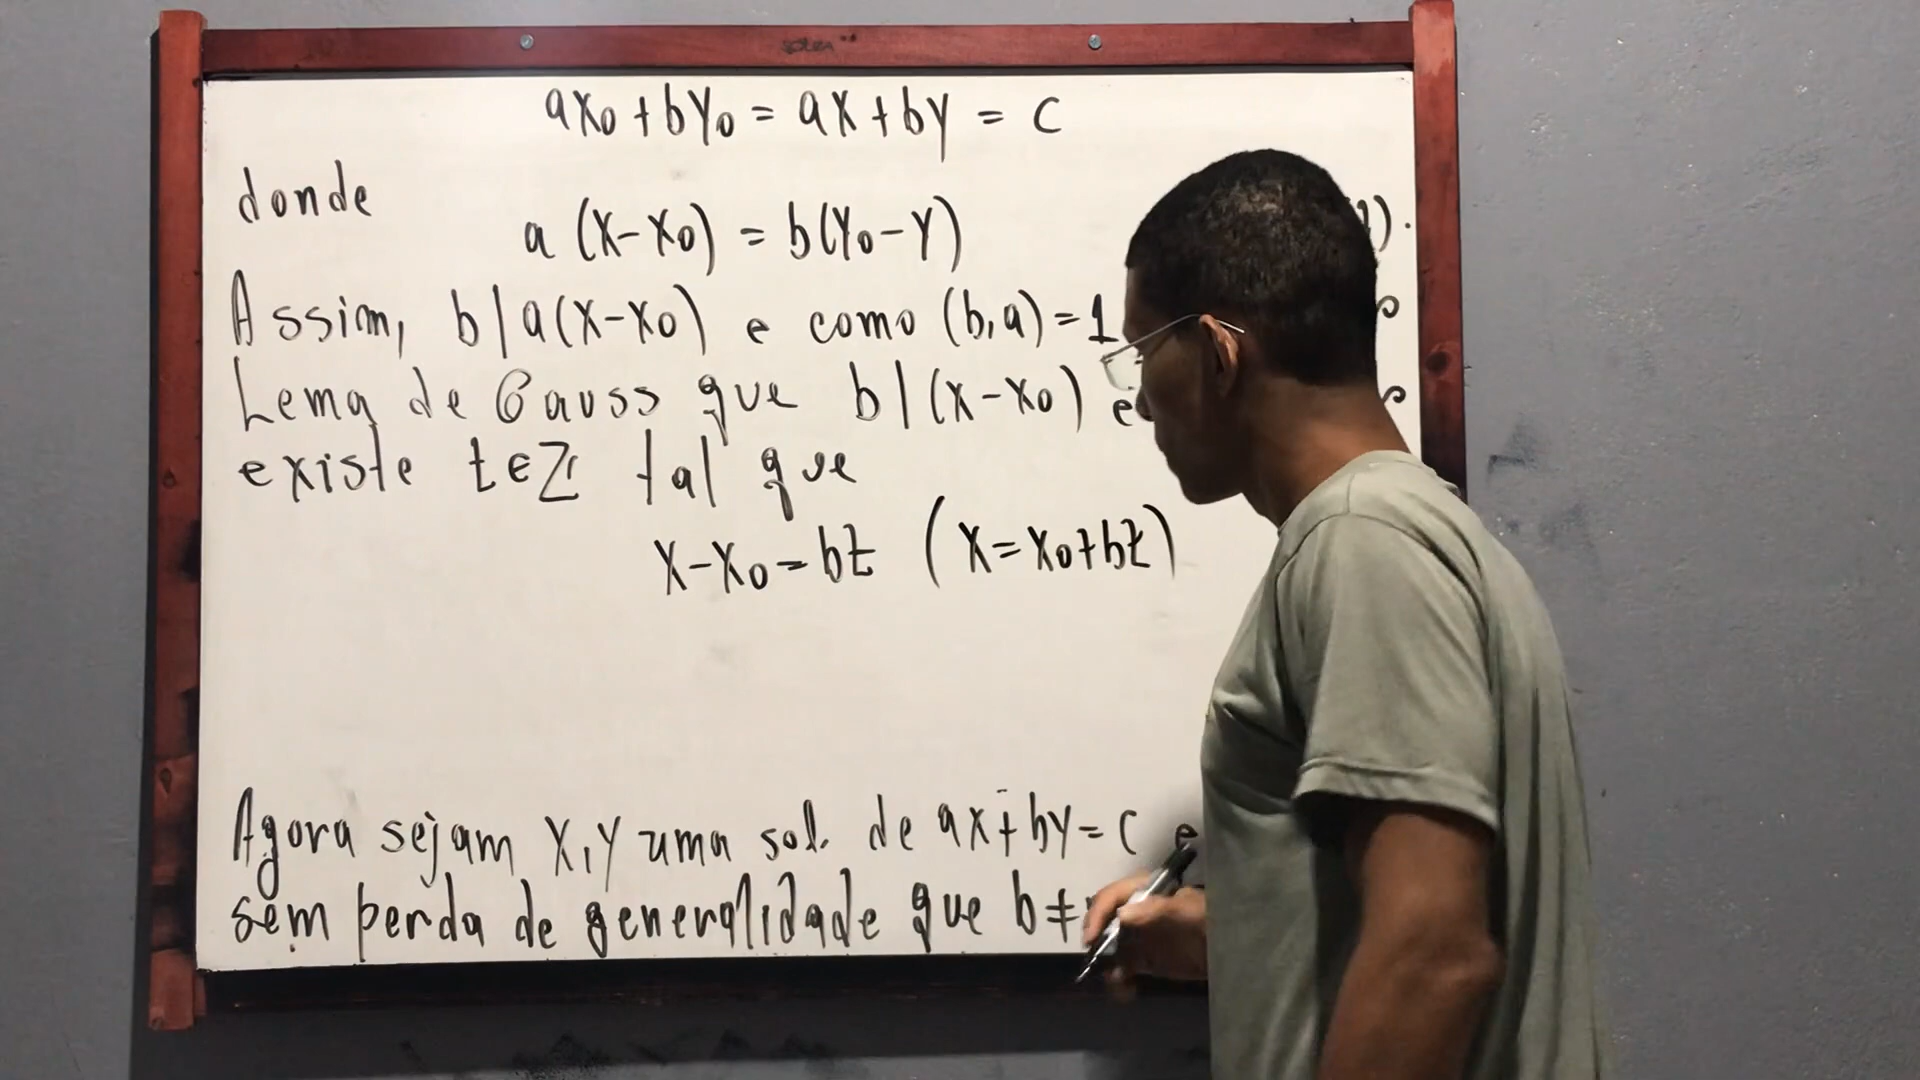 ax₀ + by₀ = ax + by = c
donde
a (x-x₀) = b(y₀-y) ).
Assim, b|a(x-x₀) e como (b,a)=1
Lema de Gauss que b|(x-x₀) e
existe t∈Z tal que
x-x₀=bt (x=x₀+bt)
Agora sejam x,y uma sol. de ax+by=c e
sem perda de generalidade que b≠